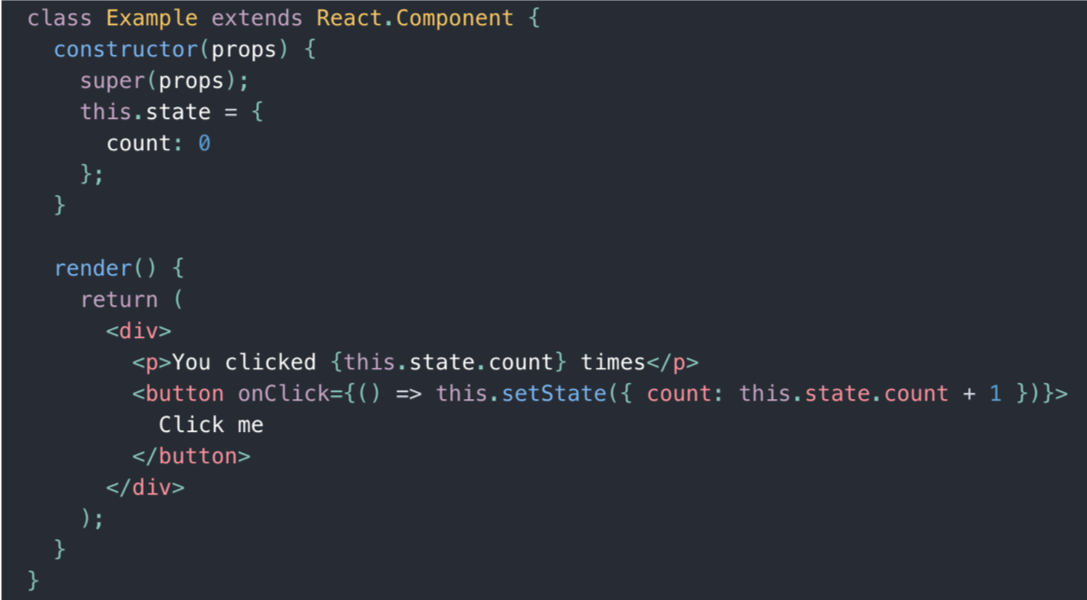 class Example extends React.Component {
  constructor(props) {
    super(props);
    this.state = {
      count: 0
    };
  }

  render() {
    return (
      <div>
        <p>You clicked {this.state.count} times</p>
        <button onClick={() => this.setState({ count: this.state.count + 1 })}>
          Click me
        </button>
      </div>
    );
  }
}